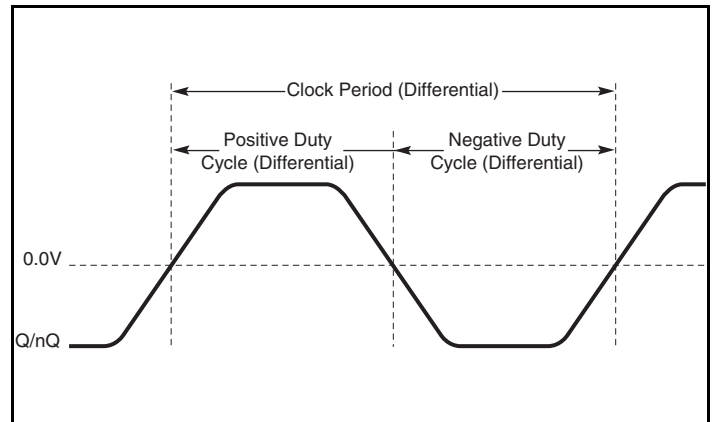 Clock Period (Differential)
Positive Duty
Cycle (Differential)
Negative Duty
Cycle (Differential)
0.0V
Q/nQ